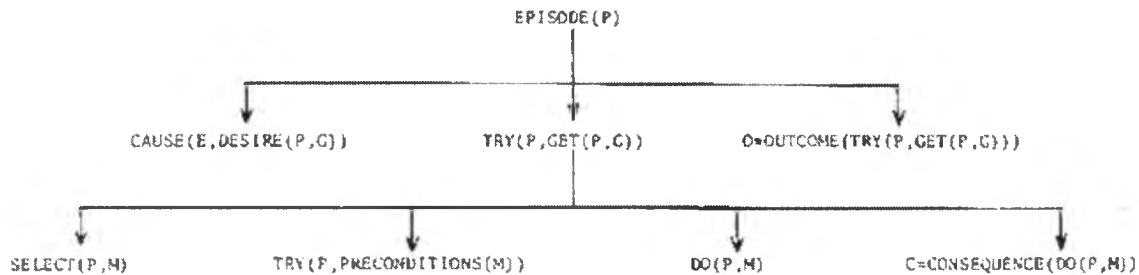 EPISODE(P)
CAUSE(E,DESIRE(P,G)) TRY(P,GET(P,G)) O=OUTCOME(TRY(P,GET(P,G)))
SELECT(P,M) TRY(P,PRECONDITIONS(M)) DO(P,M) C=CONSEQUENCE(DO(P,M))